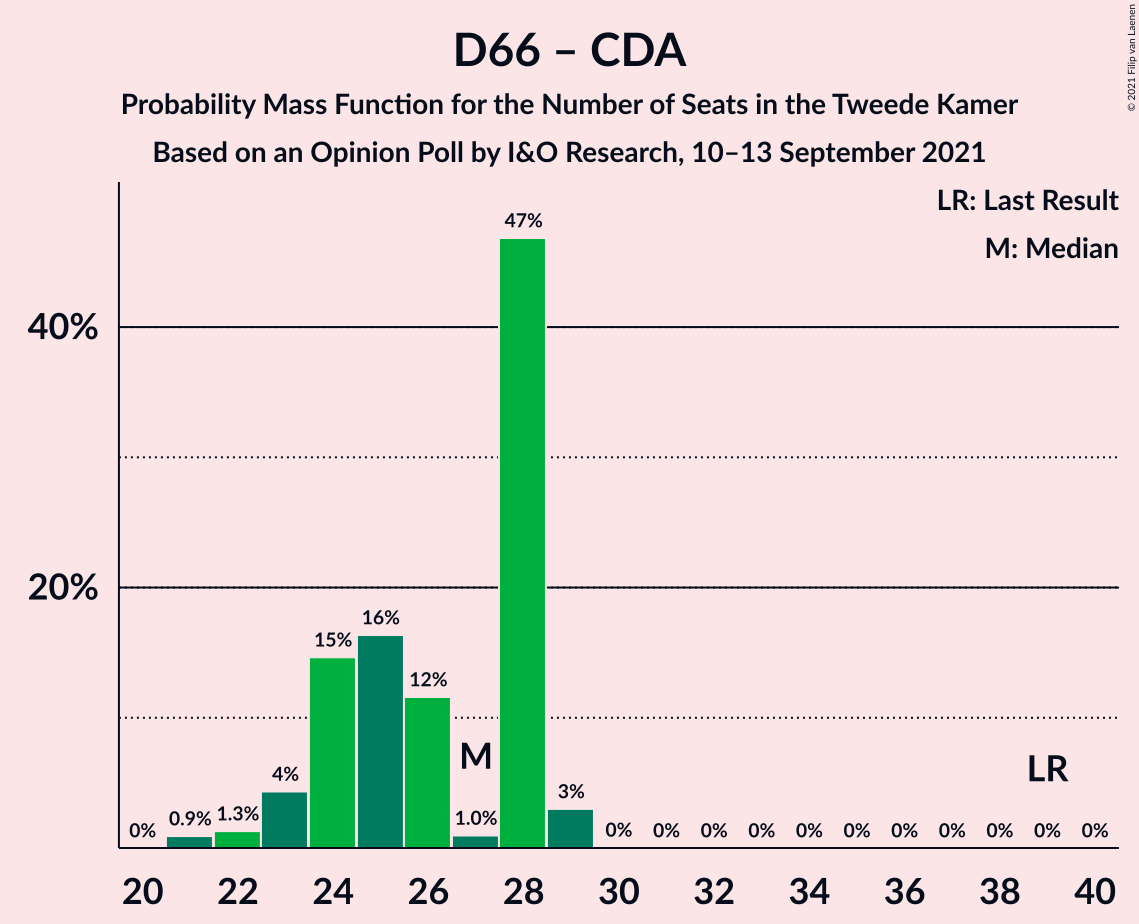 D66 – CDA
Probability Mass Function for the Number of Seats in the Tweede Kamer
Based on an Opinion Poll by I&O Research, 10–13 September 2021
© 2021 Filip van Laenen
LR: Last Result
M: Median
47%
40%
20%
16%
15%
12%
M
LR
4%
3%
0% 0.9% 1.3% 1.0% 0% 0% 0% 0% 0% 0% 0% 0% 0% 0% 0%
20 22 24 26 28 30 32 34 36 38 40